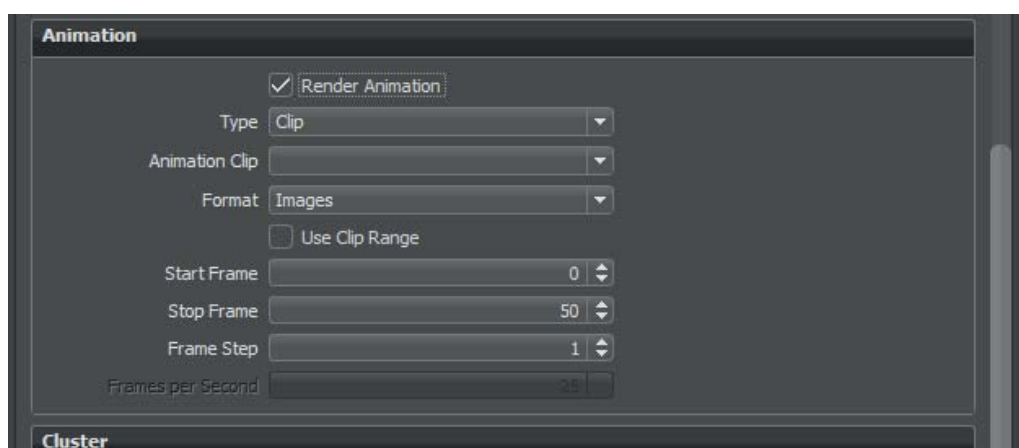 Animation
Render Animation
Type Clip
Animation Clip
Format Images
Use Clip Range
Start Frame 0
Stop Frame 50
Frame Step 1
Frames per Second 25
Cluster